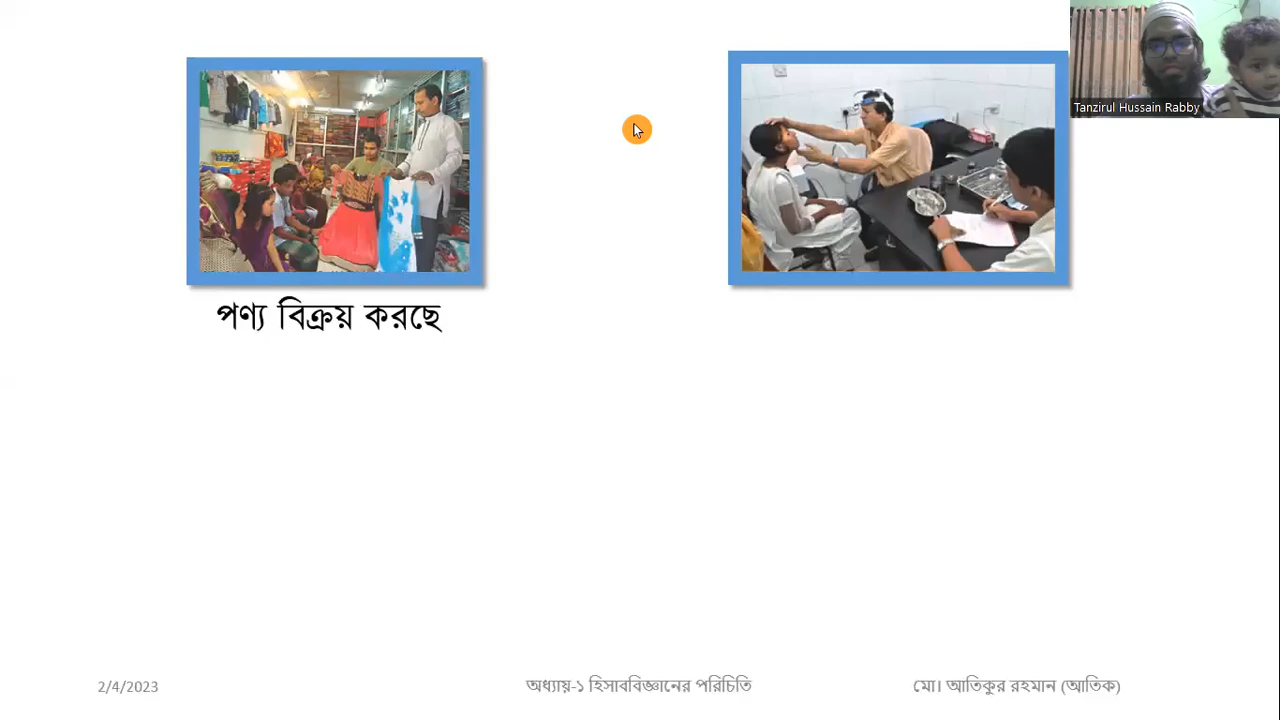 Tanzirul Hussain Rabby
পণ্য বিক্রয় করছে
2/4/2023
অধ্যায়-১ হিসাববিজ্ঞানের পরিচিতি
মো। আতিকুর রহমান (আতিক)